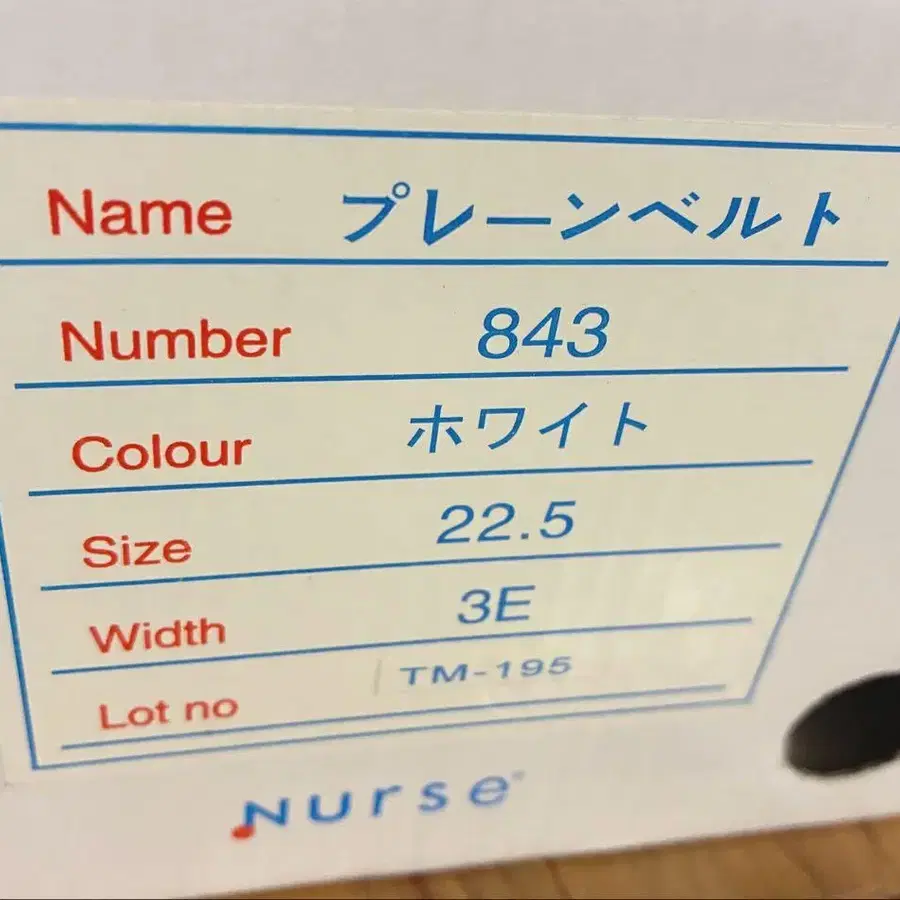 Name プレーンベルト
Number 843
Colour ホワイト
Size 22.5
Width 3E
Lot no TM-195
Nurse